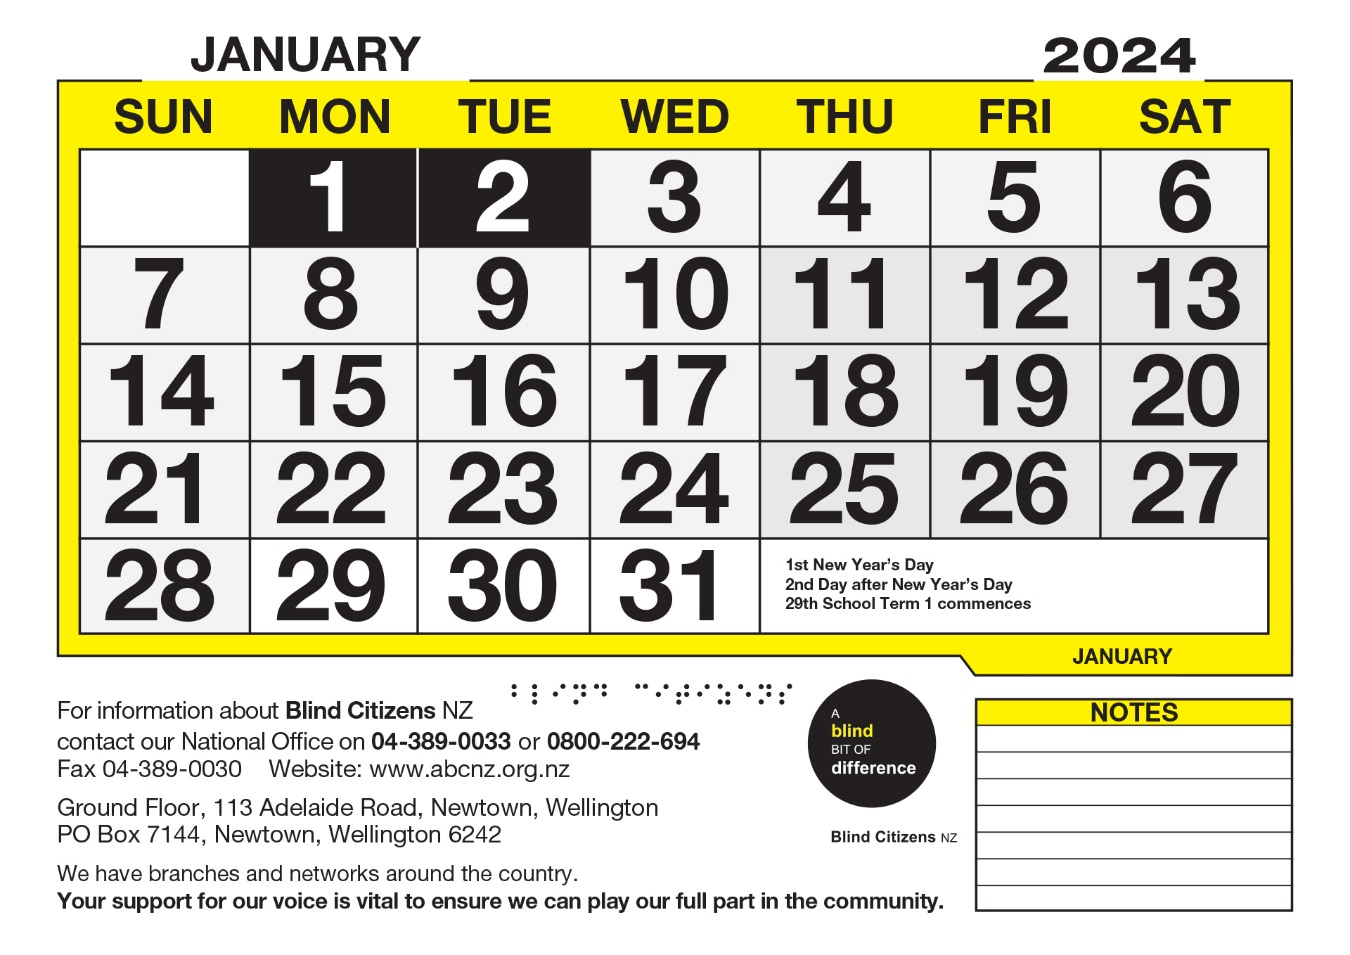 JANUARY 2024
SUN MON TUE WED THU FRI SAT
1 2 3 4 5 6
7 8 9 10 11 12 13
14 15 16 17 18 19 20
21 22 23 24 25 26 27
28 29 30 31
1st New Year’s Day
2nd Day after New Year’s Day
29th School Term 1 commences
JANUARY
For information about Blind Citizens NZ
contact our National Office on 04-389-0033 or 0800-222-694
Fax 04-389-0030 Website: www.abcnz.org.nz
Ground Floor, 113 Adelaide Road, Newtown, Wellington
PO Box 7144, Newtown, Wellington 6242
We have branches and networks around the country.
Your support for our voice is vital to ensure we can play our full part in the community.
A
blind
BIT OF
difference
Blind Citizens NZ
NOTES